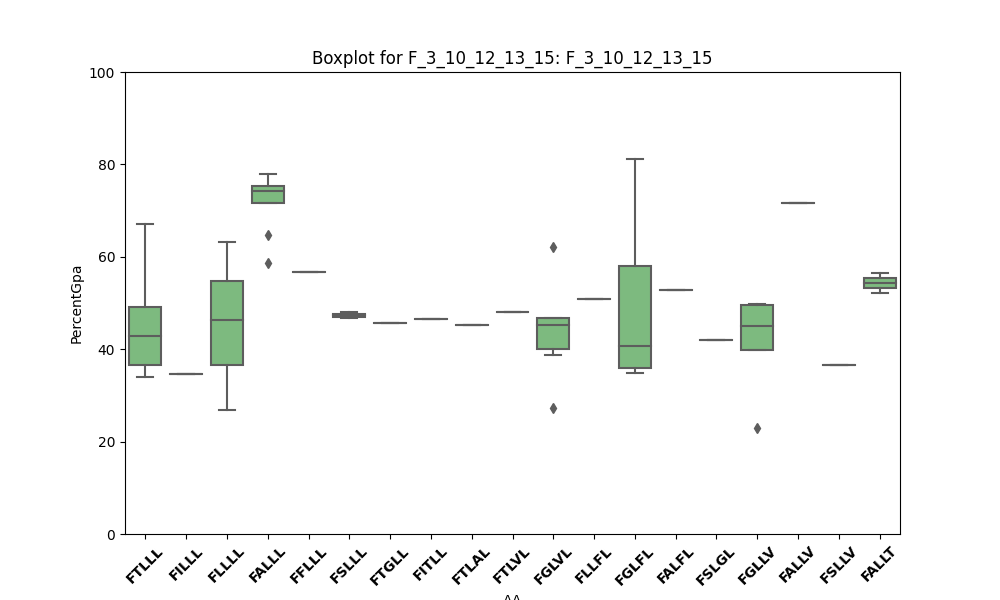 Boxplot for F_3_10_12_13_15: F_3_10_12_13_15
100
80
60
40
20
0
PercentGpa
FTLLL FILLL FLLLL FALLL FFLLL FSLLL FTGLL FITLL FTLAL FTLVL FGLVL FLLFL FGLFL FALFL FSLGL FGLLV FALLV FSLLV FALLT
AA